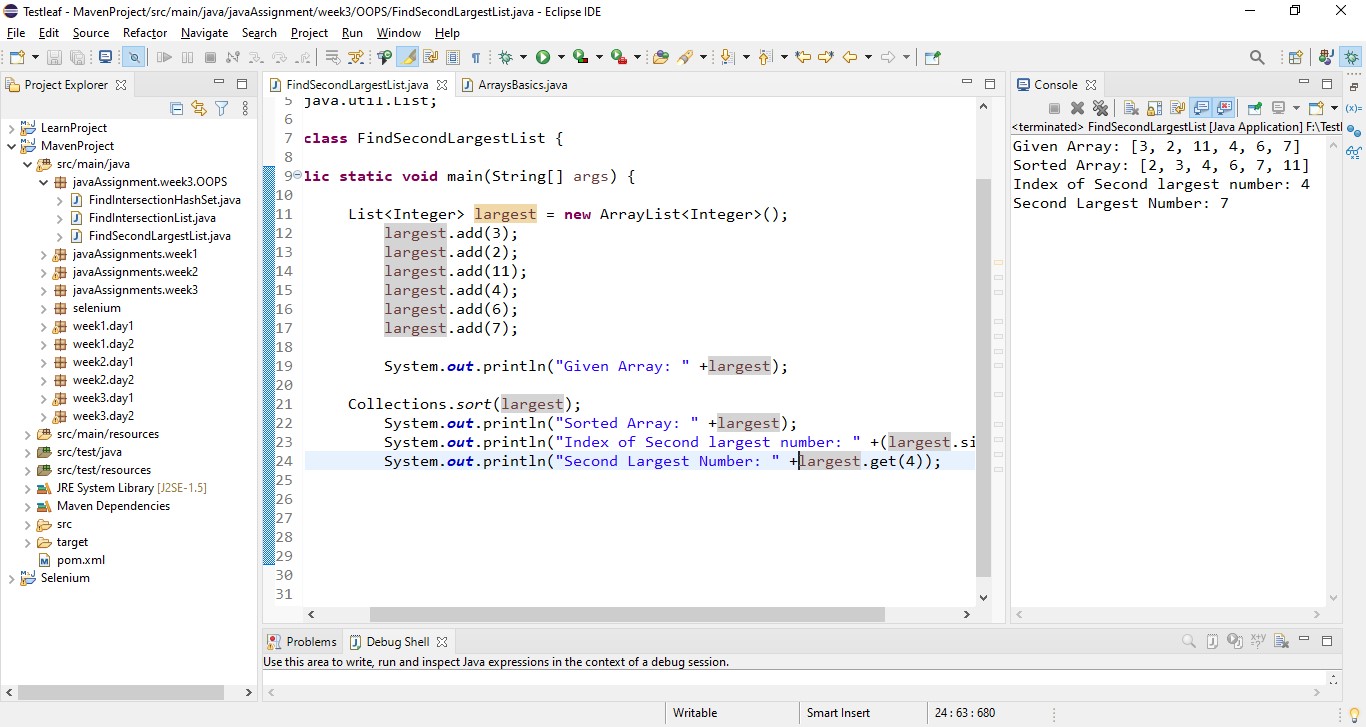 Testleaf - MavenProject/src/main/java/javaAssignment/week3/OOPS/FindSecondLargestList.java - Eclipse IDE
File Edit Source Refactor Navigate Search Project Run Window Help
Project Explorer
LearnProject
MavenProject
src/main/java
javaAssignment.week3.OOPS
FindIntersectionHashSet.java
FindIntersectionList.java
FindSecondLargestList.java
javaAssignments.week1
javaAssignments.week2
javaAssignments.week3
selenium
week1.day1
week1.day2
week2.day1
week2.day2
week3.day1
week3.day2
src/main/resources
src/test/java
src/test/resources
JRE System Library [J2SE-1.5]
Maven Dependencies
src
target
pom.xml
Selenium
FindSecondLargestList.java ArraysBasics.java
5 java.util.List;
6
7 class FindSecondLargestList {
8
9 lic static void main(String[] args) {
10
11 List<Integer> largest = new ArrayList<Integer>();
12 largest.add(3);
13 largest.add(2);
14 largest.add(11);
15 largest.add(4);
16 largest.add(6);
17 largest.add(7);
18
19 System.out.println("Given Array: " +largest);
20
21 Collections.sort(largest);
22 System.out.println("Sorted Array: " +largest);
23 System.out.println("Index of Second largest number: " +(largest.si
24 System.out.println("Second Largest Number: " +largest.get(4));
25
26
27
28
29
30
31
Console
<terminated> FindSecondLargestList [Java Application] F:\Testl
Given Array: [3, 2, 11, 4, 6, 7]
Sorted Array: [2, 3, 4, 6, 7, 11]
Index of Second largest number: 4
Second Largest Number: 7
Problems Debug Shell
Use this area to write, run and inspect Java expressions in the context of a debug session.
Writable Smart Insert 24 : 63 : 680